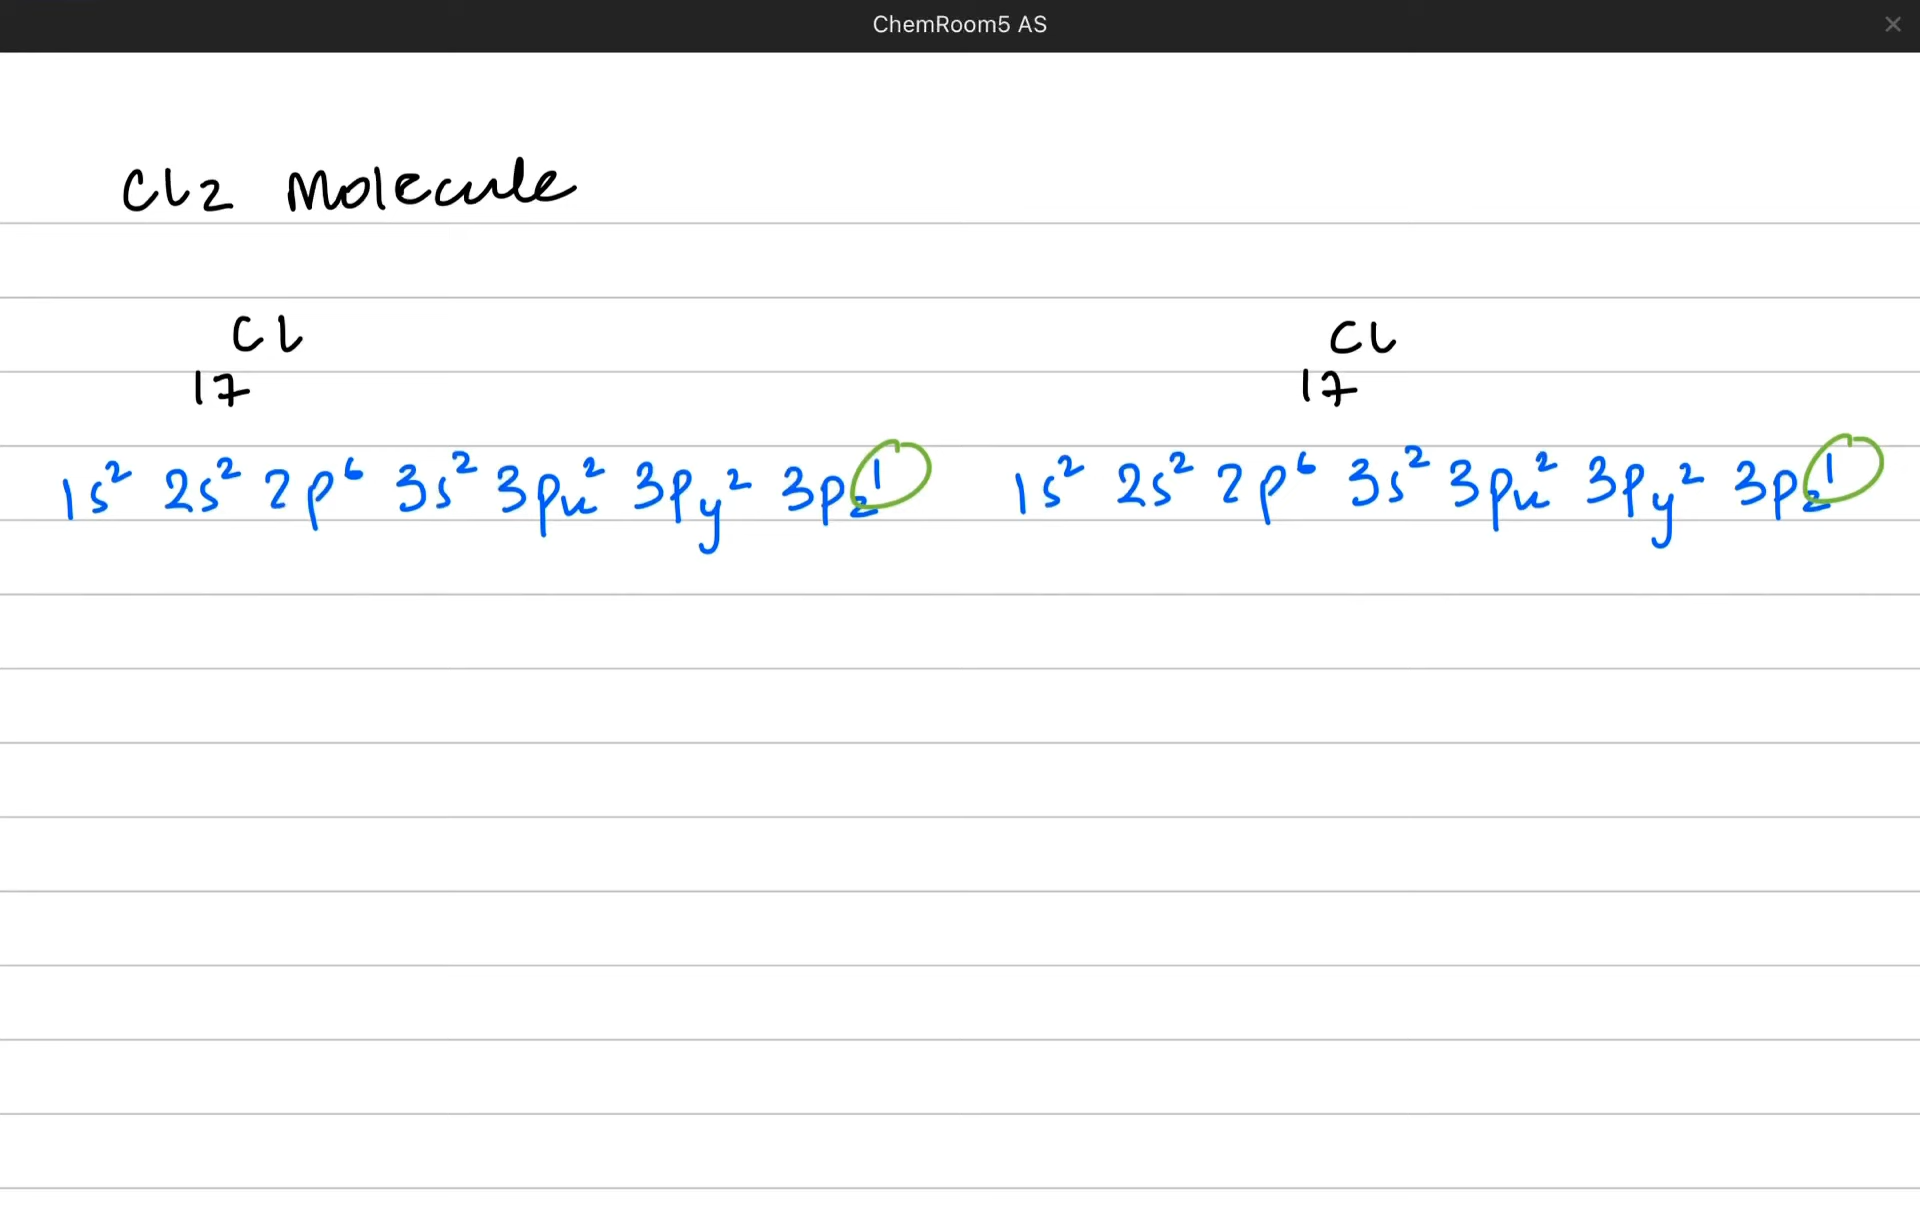 ChemRoom5 AS
Cl2 Molecule
Cl Cl
17 17
1s² 2s² 2p⁶ 3s² 3pₓ² 3py² 3p𝓏¹ 1s² 2s² 2p⁶ 3s² 3pₓ² 3py² 3p𝓏¹